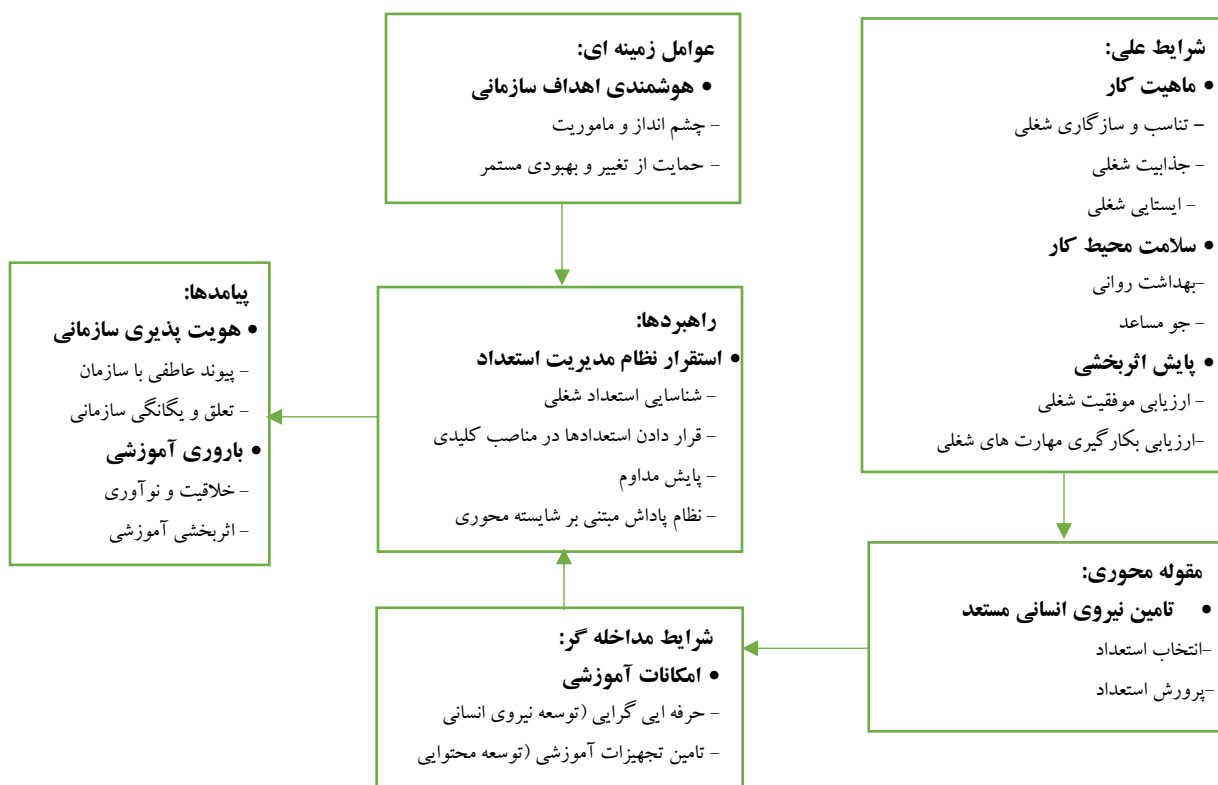 شرایط علی:
• ماهیت کار
– تناسب و سازگاری شغلی
– جذابیت شغلی
– ایستایی شغلی
• سلامت محیط کار
–بهداشت روانی
– جو مساعد
• پایش اثربخشی
– ارزیابی موفقیت شغلی
–ارزیابی بکارگیری مهارت های شغلی
عوامل زمینه ای:
• هوشمندی اهداف سازمانی
– چشم انداز و ماموریت
– حمایت از تغییر و بهبودی مستمر
مقوله محوری:
• تامین نیروی انسانی مستعد
–انتخاب استعداد
–پرورش استعداد
شرایط مداخله گر:
• امکانات آموزشی
– حرفه ایی گرایی (توسعه نیروی انسانی
– تامین تجهیزات آموزشی (توسعه محتوایی
راهبردها:
• استقرار نظام مدیریت استعداد
– شناسایی استعداد شغلی
– قرار دادن استعدادها در مناصب کلیدی
– پایش مداوم
– نظام پاداش مبتنی بر شایسته محوری
پیامدها:
• هویت پذیری سازمانی
– پیوند عاطفی با سازمان
– تعلق و یگانگی سازمانی
• باروری آموزشی
– خلاقیت و نوآوری
– اثربخشی آموزشی